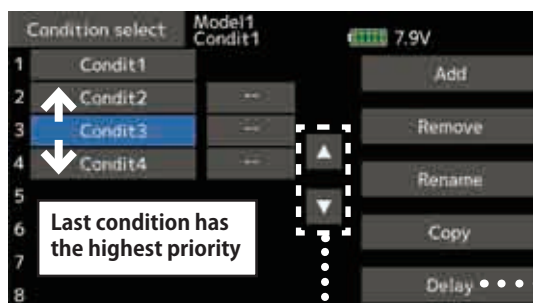 Condition select
Model1
Condit1
7.9V
1 Condit1
Add
2 Condit2 --
3 Condit3 --
Remove
4 Condit4 --
▲
Rename
5
▼
6
Copy
7
8
Delay
Last condition has
the highest priority